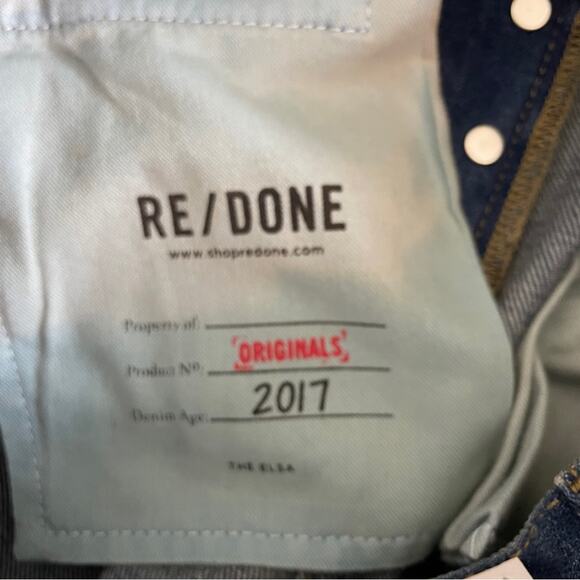 RE/DONE
www.shopredone.com
Property of:
Product Nº: 'ORIGINALS'
Denim Age: 2017
THE ELSA